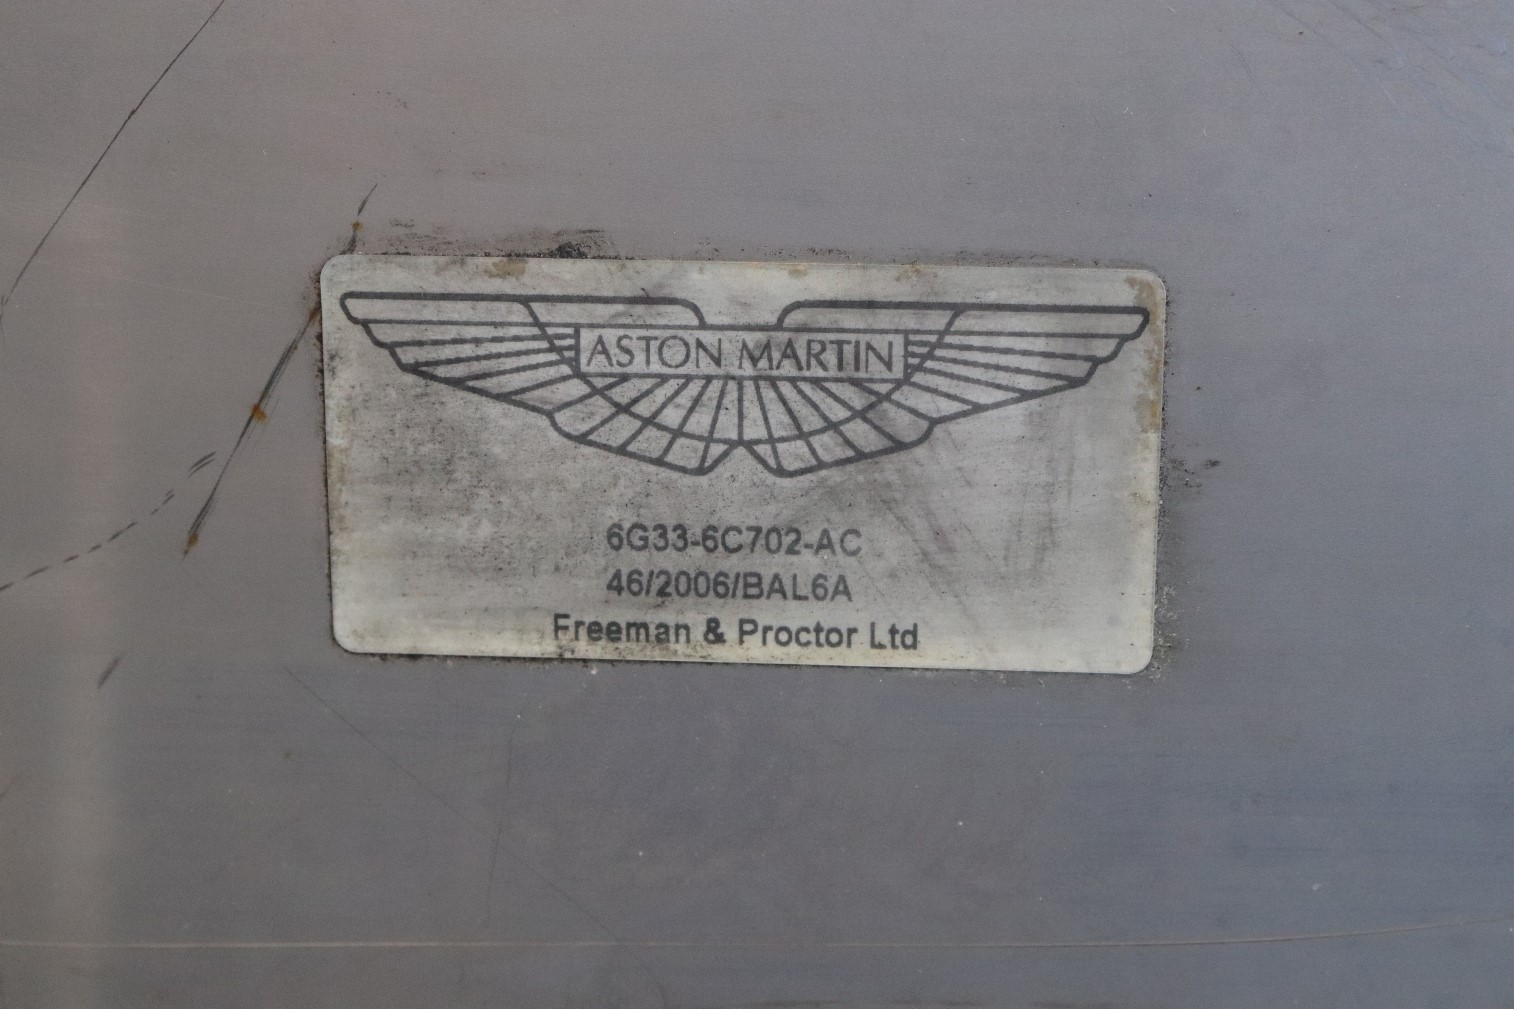 ASTON MARTIN
6G33-6C702-AC
46/2006/BAL6A
Freeman & Proctor Ltd